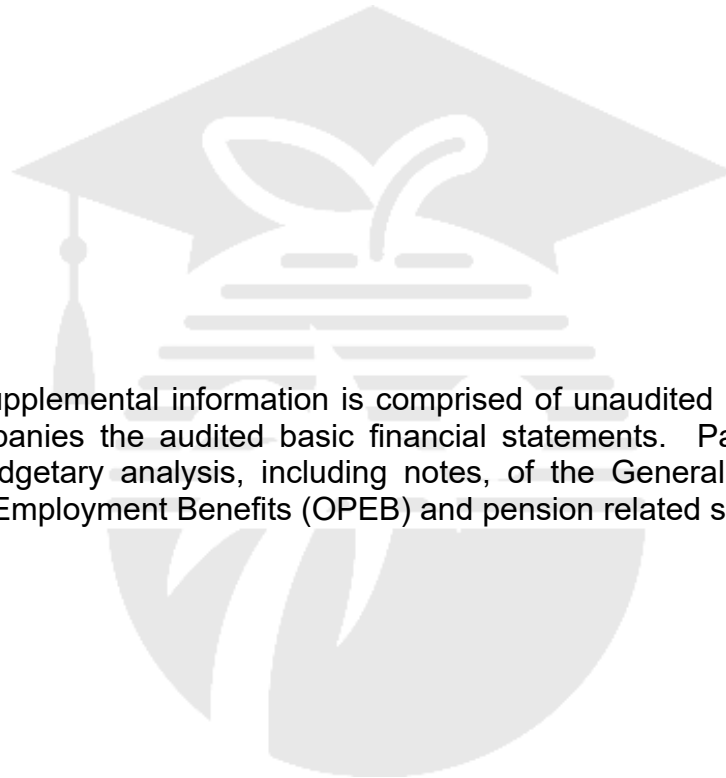 upplemental information is comprised of unaudited
panies the audited basic financial statements. Pa
dgetary analysis, including notes, of the General
Employment Benefits (OPEB) and pension related s